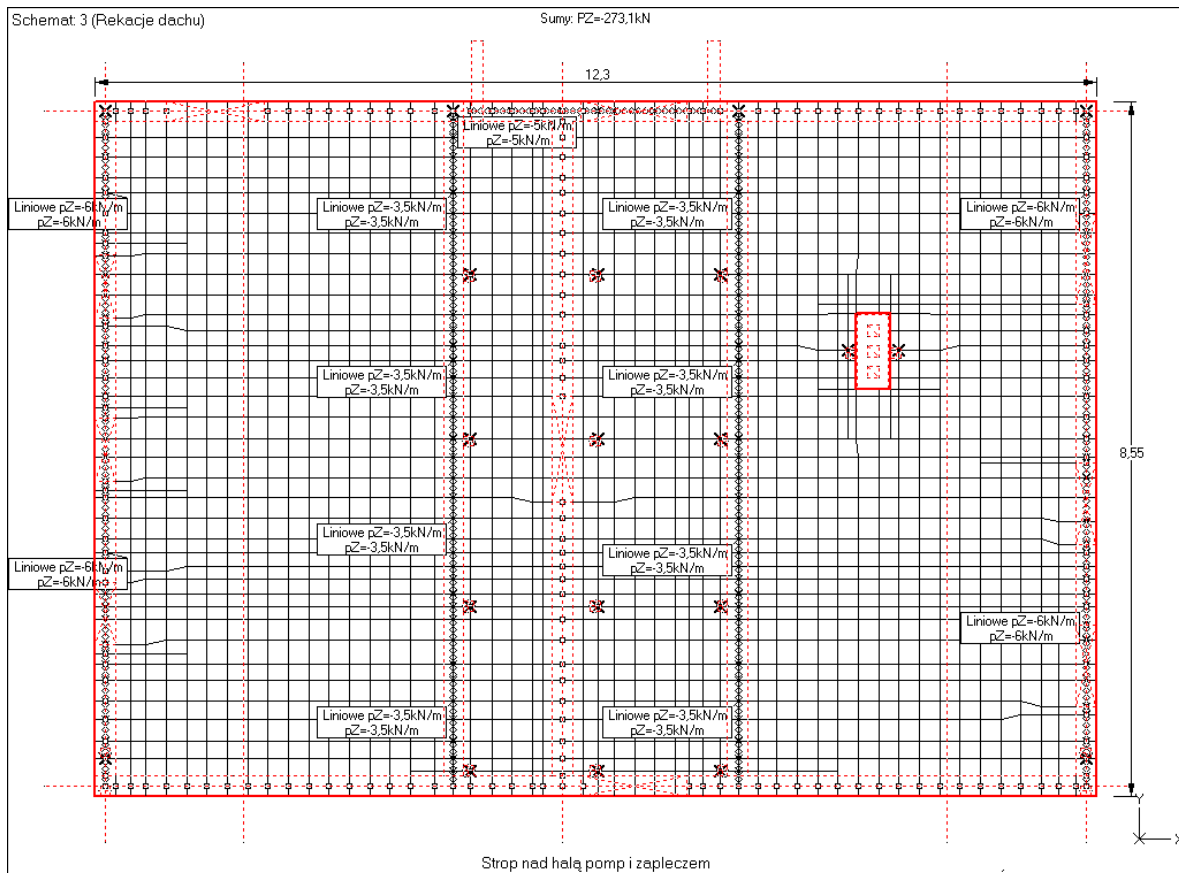 Schemat: 3 (Rekacje dachu)
Sumy: PZ=-273,1kN
12,3
Liniowe pZ=-5kN/m
pZ=-5kN/m
Liniowe pZ=-6kN/m
pZ=-6kN/m
Liniowe pZ=-3,5kN/m
pZ=-3,5kN/m
Liniowe pZ=-3,5kN/m
pZ=-3,5kN/m
Liniowe pZ=-6kN/m
pZ=-6kN/m
Liniowe pZ=-3,5kN/m
pZ=-3,5kN/m
Liniowe pZ=-3,5kN/m
pZ=-3,5kN/m
8,55
Liniowe pZ=-3,5kN/m
pZ=-3,5kN/m
Liniowe pZ=-3,5kN/m
pZ=-3,5kN/m
Liniowe pZ=-6kN/m
pZ=-6kN/m
Liniowe pZ=-6kN/m
pZ=-6kN/m
Liniowe pZ=-3,5kN/m
pZ=-3,5kN/m
Liniowe pZ=-3,5kN/m
pZ=-3,5kN/m
Y
X
Strop nad halą pomp i zapleczem